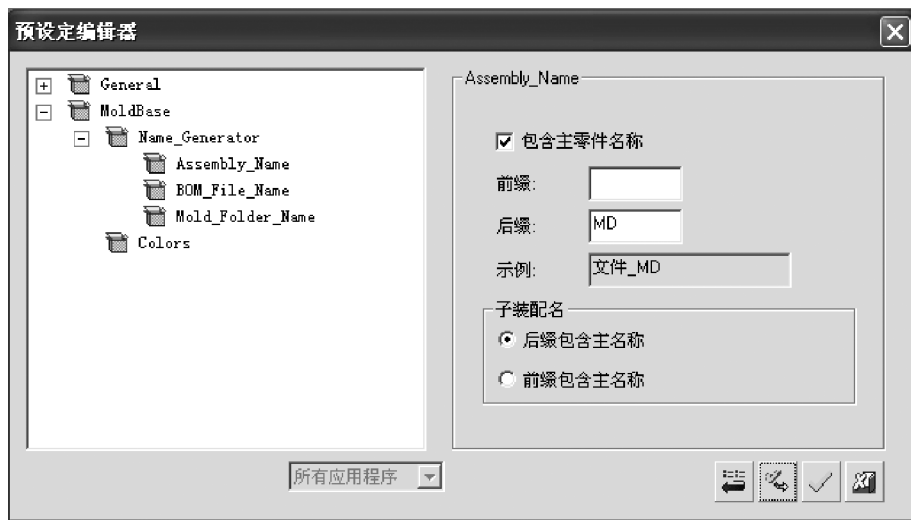 预设定编辑器
General
MoldBase
Name_Generator
Assembly_Name
BOM_File_Name
Mold_Folder_Name
Colors
所有应用程序
Assembly_Name
包含主零件名称
前缀:
后缀: MD
示例: 文件_MD
子装配名
后缀包含主名称
前缀包含主名称